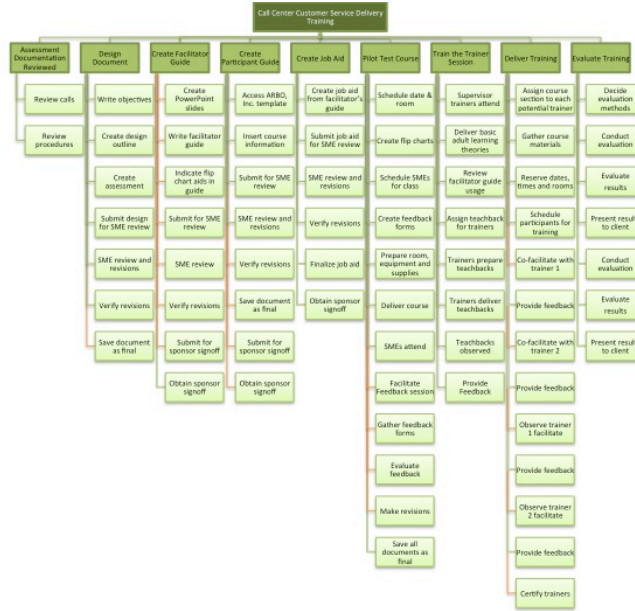 Call Center Customer Service Delivery
Training
Assessment
Documentation
Reviewed
Review calls
Review
procedures
Design
Document
Write objectives
Create design
outline
Create
assessment
Submit design
for SME review
SME review and
revisions
Verify revisions
Save document
as final
Create Facilitator
Guide
Create
PowerPoint
slides
Write facilitator
guide
Indicate flip
chart aids in
guide
Submit for SME
review
SME review
Verify revisions
Submit for
sponsor signoff
Obtain sponsor
signoff
Create
Participant Guide
Access ARBO,
Inc. template
Insert course
information
Submit for SME
review
SME review and
revisions
Verify revisions
Save document
as final
Submit for
sponsor signoff
Obtain sponsor
signoff
Create Job Aid
Create job aid
from facilitator's
guide
Submit job aid
for SME review
SME review and
revisions
Verify revisions
Finalize job aid
Obtain sponsor
signoff
Pilot Test Course
Schedule date &
room
Create flip charts
Schedule SMEs
for class
Create feedback
forms
Prepare room,
equipment and
supplies
Deliver course
SMEs attend
Facilitate
Feedback session
Gather feedback
forms
Evaluate
feedback
Make revisions
Save all
documents as
final
Train the Trainer
Session
Supervisor
trainers attend
Deliver basic
adult learning
theories
Review
facilitator guide
usage
Assign teachback
for trainers
Trainers prepare
teachbacks
Trainers deliver
teachbacks
Teachbacks
observed
Provide Feedback
Deliver Training
Assign course
section to each
potential trainer
Gather course
materials
Reserve dates,
times and rooms
Schedule
participants for
training
Co-facilitate with
trainer 1
Provide feedback
Co-facilitate with
trainer 2
Provide feedback
Observe trainer
1 facilitate
Provide feedback
Observe trainer
2 facilitate
Provide feedback
Certify trainers
Evaluate Training
Decide
evaluation
methods
Conduct
evaluation
Evaluate
results
Present result
to client
Conduct
evaluation
Evaluate
results
Present result
to client